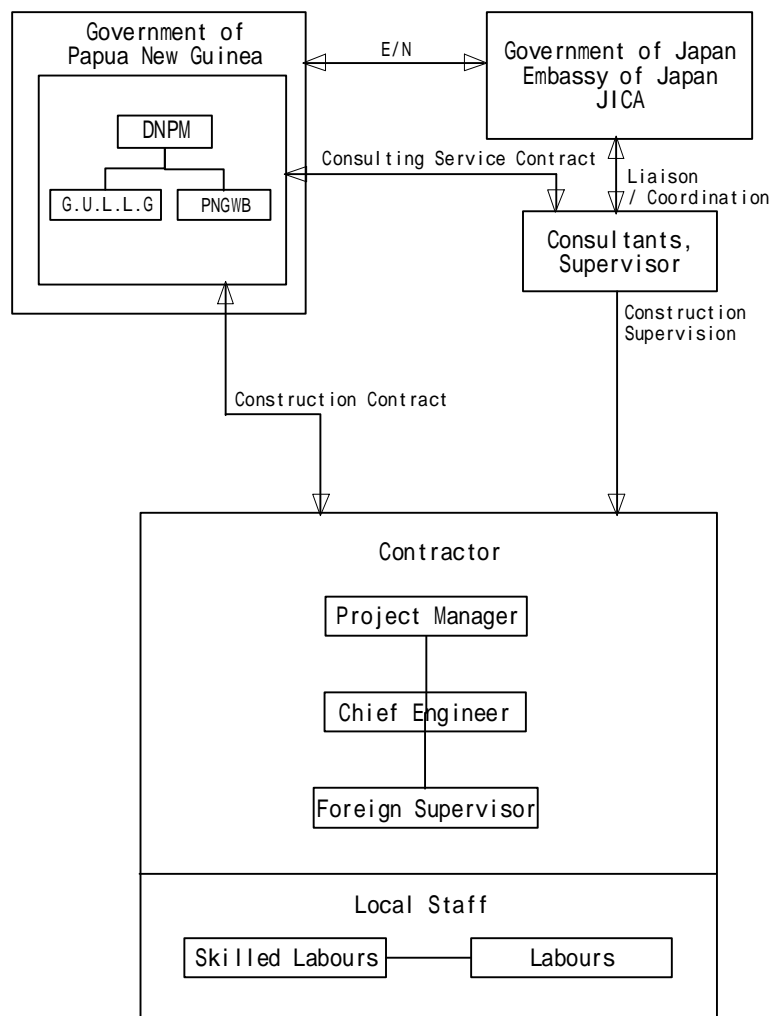 Government of
Papua New Guinea
E/N
Government of Japan
Embassy of Japan
JICA
DNPM
G.U.L.L.G
PNGWB
Consulting Service Contract
Liaison
/ Coordination
Consultants,
Supervisor
Construction
Supervision
Construction Contract
Contractor
Project Manager
Chief Engineer
Foreign Supervisor
Local Staff
Skilled Labours
Labours